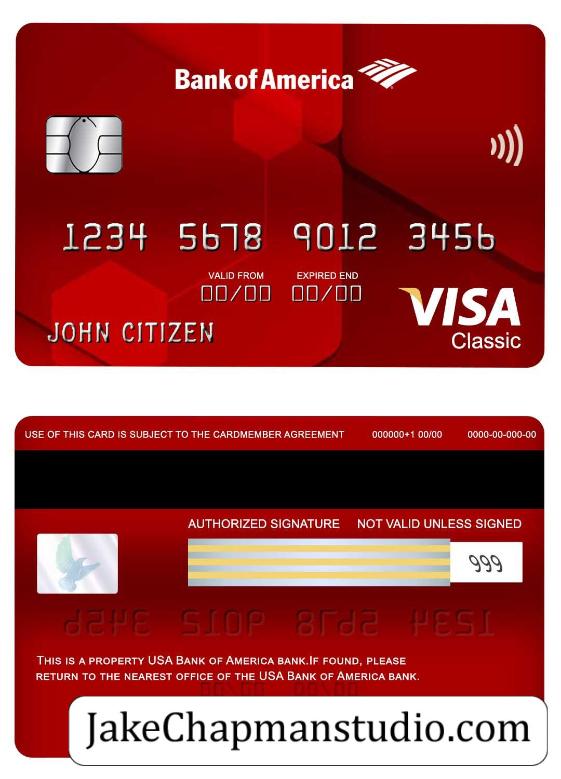 Bank of America
1234 5678 9012 3456
VALID FROM EXPIRED END
00/00 00/00
JOHN CITIZEN
VISA
Classic
USE OF THIS CARD IS SUBJECT TO THE CARDMEMBER AGREEMENT 000000+1 00/00 0000-00-000-00
AUTHORIZED SIGNATURE NOT VALID UNLESS SIGNED
999
THIS IS A PROPERTY USA BANK OF AMERICA BANK.IF FOUND, PLEASE
RETURN TO THE NEAREST OFFICE OF THE USA BANK OF AMERICA BANK.
JakeChapmanstudio.com